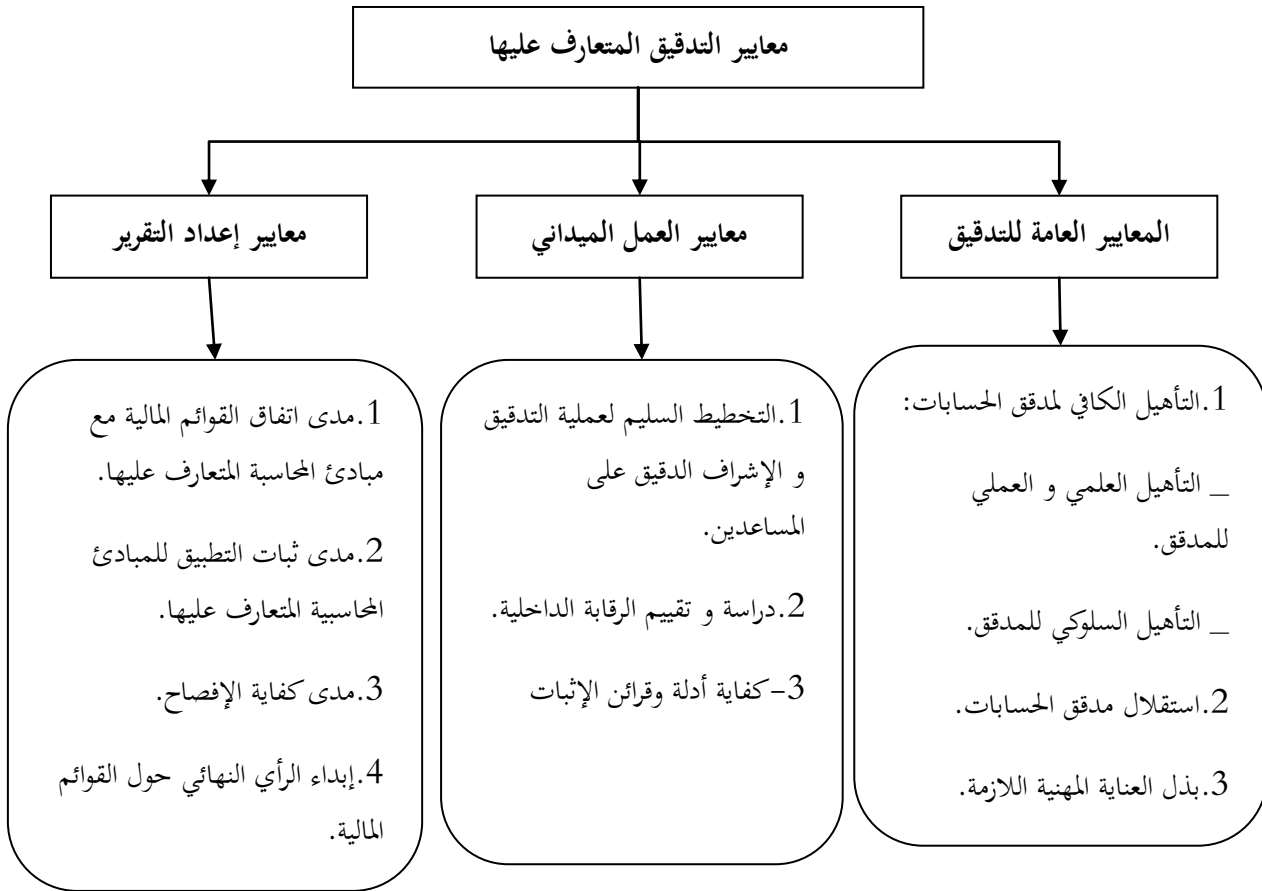 معايير التدقيق المتعارف عليها
المعايير العامة للتدقيق
معايير العمل الميداني
معايير إعداد التقرير
1.التأهيل الكافي لمدقق الحسابات:
_ التأهيل العلمي و العملي
للمدقق.
_ التأهيل السلوكي للمدقق.
2.استقلال مدقق الحسابات.
3.بذل العناية المهنية اللازمة.
1.التخطيط السليم لعملية التدقيق
و الإشراف الدقيق على
المساعدين.
2.دراسة و تقييم الرقابة الداخلية.
3-كفاية أدلة وقرائن الإثبات
1.مدى اتفاق القوائم المالية مع
مبادئ المحاسبة المتعارف عليها.
2.مدى ثبات التطبيق للمبادئ
المحاسبية المتعارف عليها.
3.مدى كفاية الإفصاح.
4.إبداء الرأي النهائي حول القوائم
المالية.